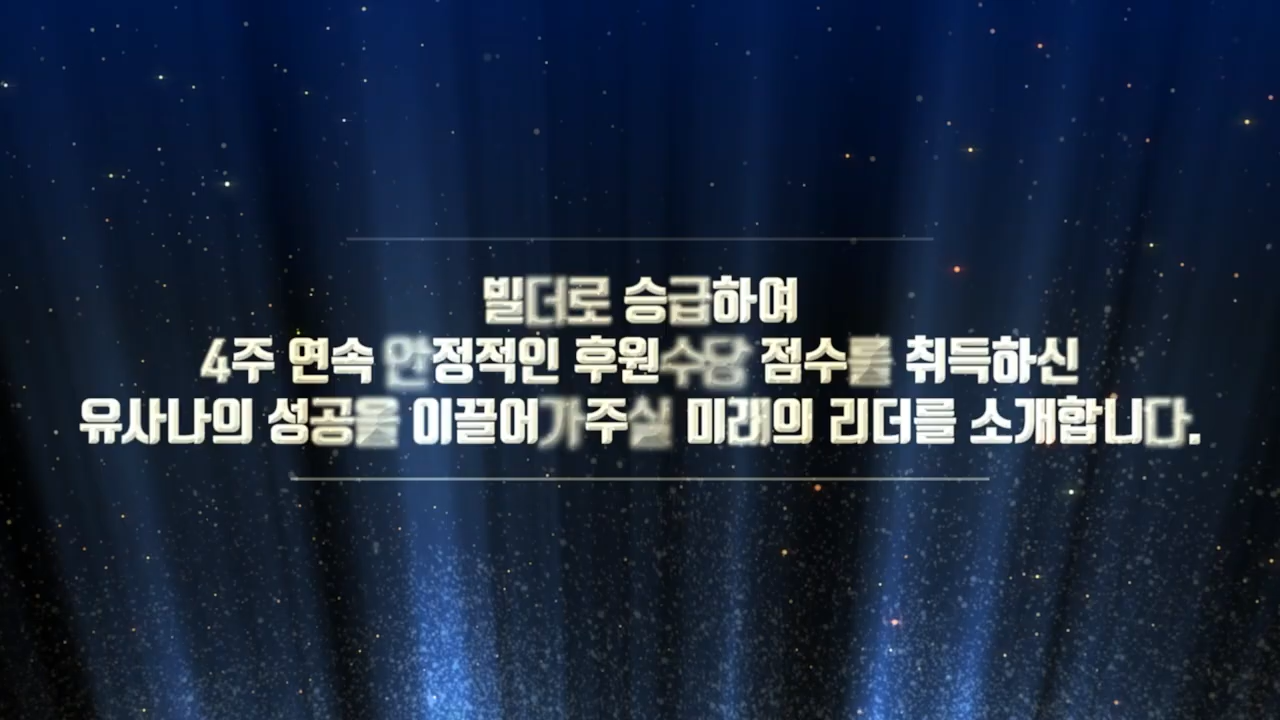 빌더로 승급하여
4주 연속 안정적인 후원수당 점수를 취득하신
유사나의 성공을 이끌어가주실 미래의 리더를 소개합니다.